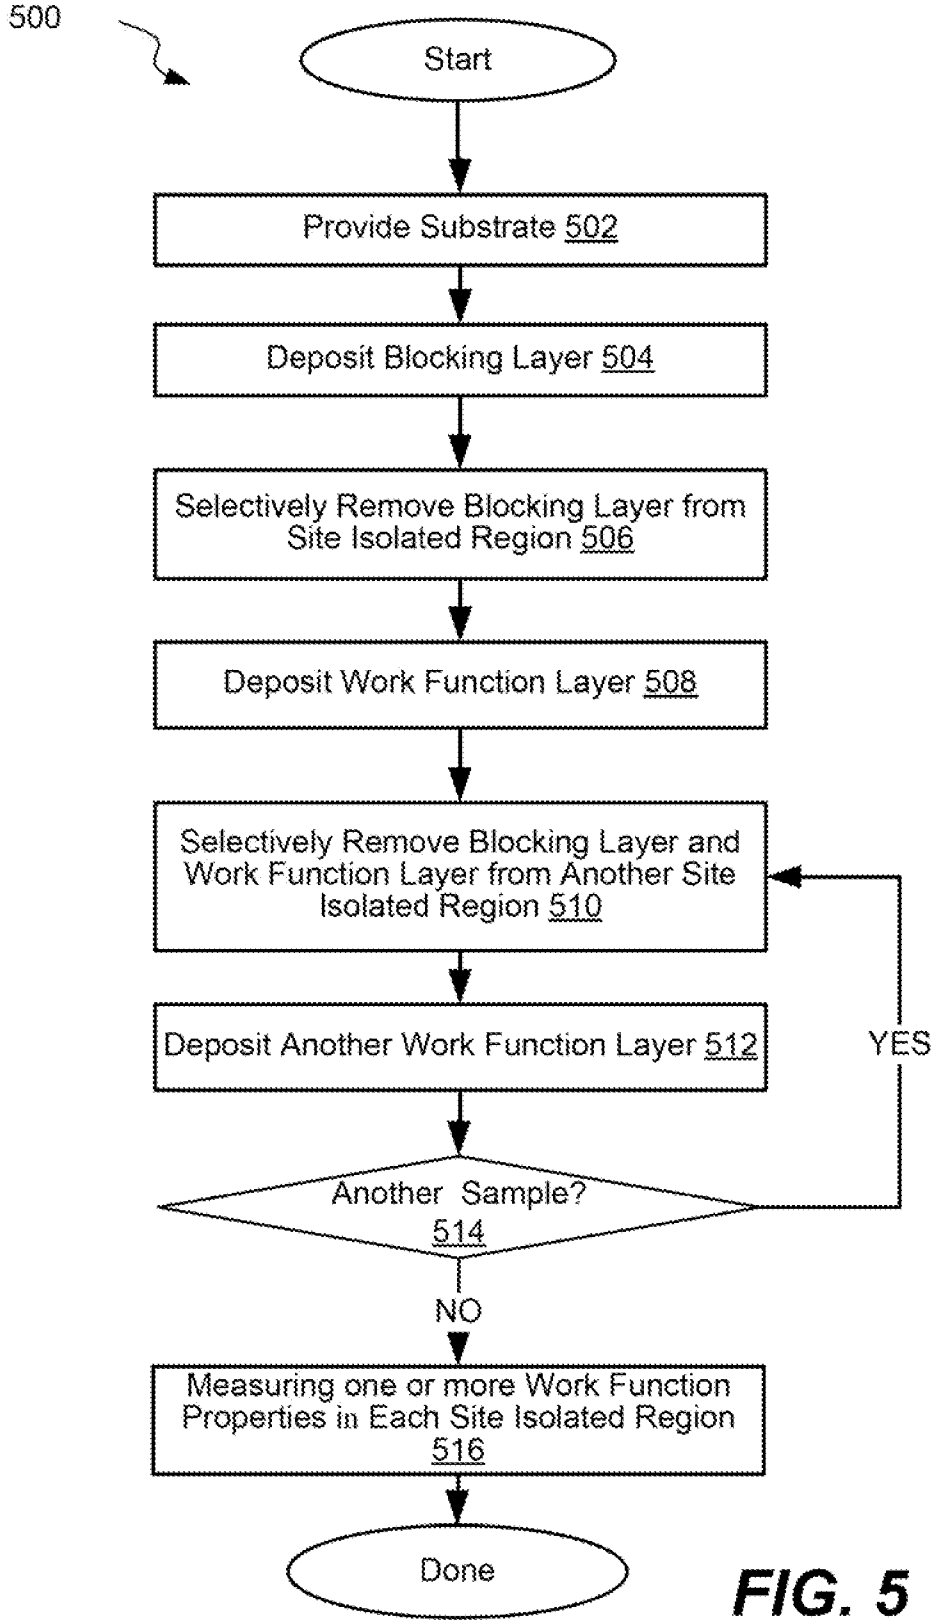 500
Start
Provide Substrate 502
Deposit Blocking Layer 504
Selectively Remove Blocking Layer from
Site Isolated Region 506
Deposit Work Function Layer 508
Selectively Remove Blocking Layer and
Work Function Layer from Another Site
Isolated Region 510
Deposit Another Work Function Layer 512
YES
Another Sample?
514
NO
Measuring one or more Work Function
Properties in Each Site Isolated Region
516
Done
FIG. 5